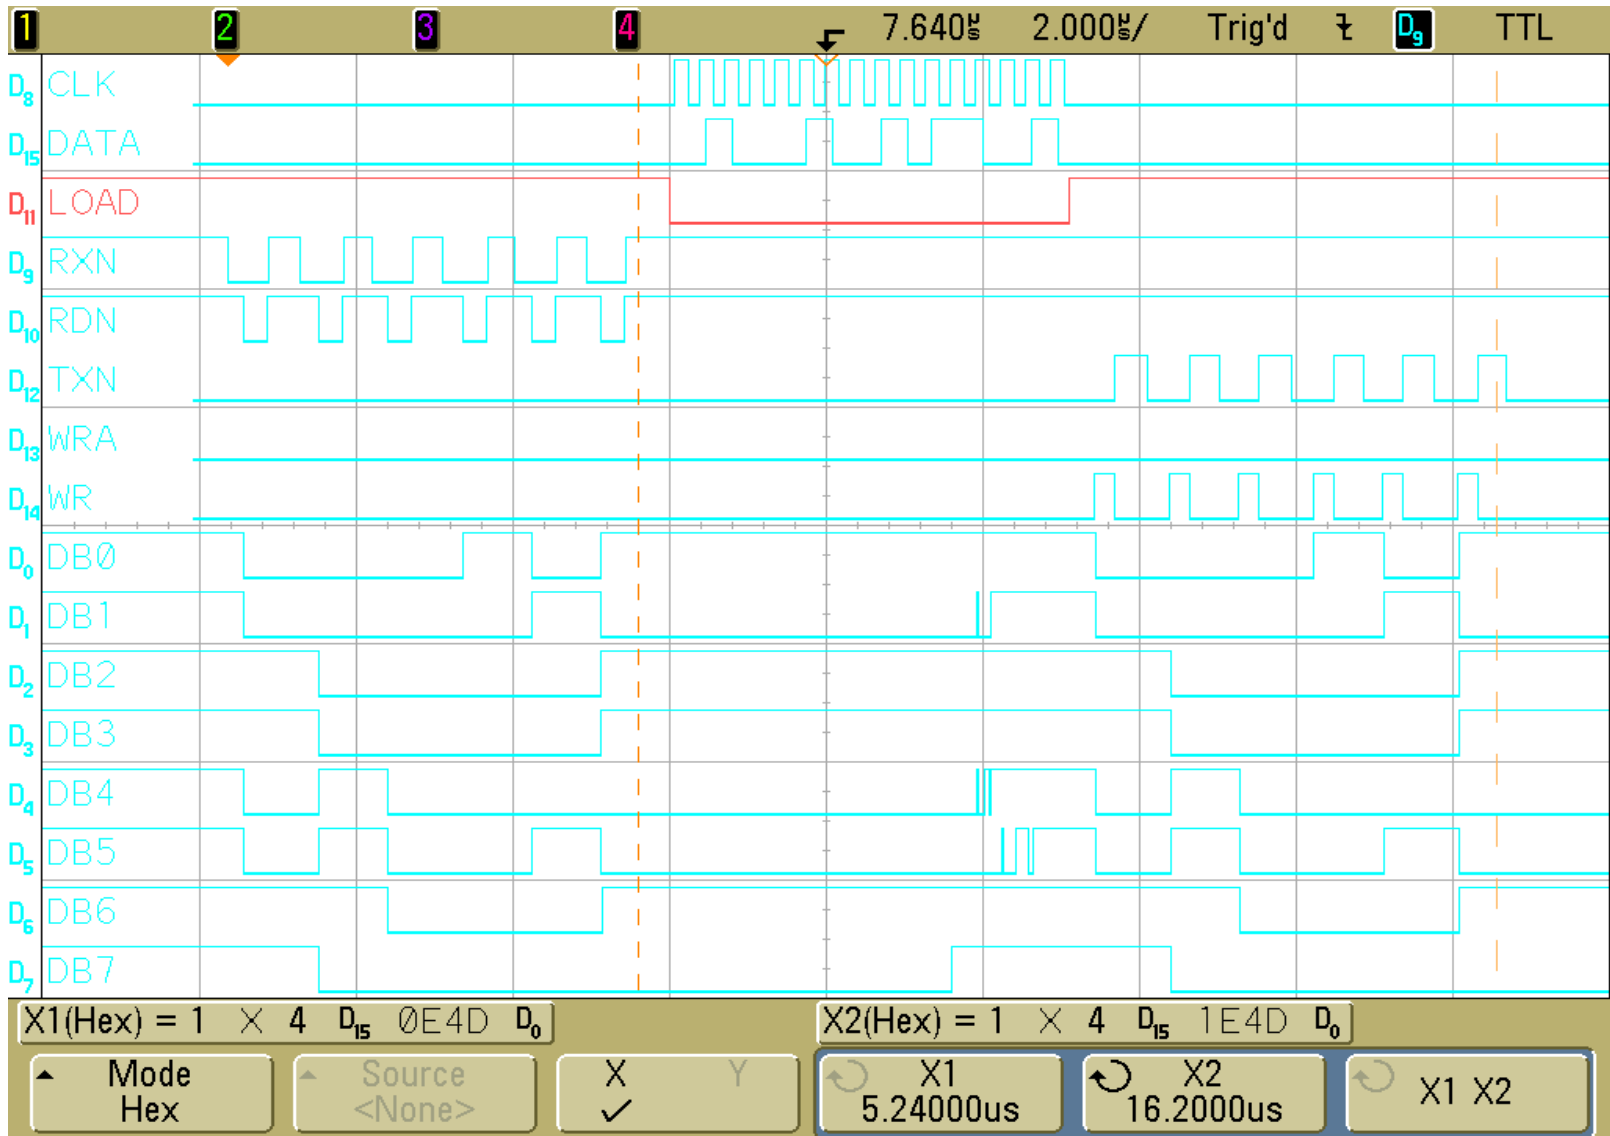 1 2 3 4 7.640µs 2.000µs/ Trig'd D9 TTL
D8 CLK
D15 DATA
D11 LOAD
D9 RXN
D10 RDN
D12 TXN
D13 WRA
D14 WR
D0 DB0
D1 DB1
D2 DB2
D3 DB3
D4 DB4
D5 DB5
D6 DB6
D7 DB7
X1(Hex) = 1 X 4 D15 0E4D D0 X2(Hex) = 1 X 4 D15 1E4D D0
Mode Source X Y X1 X2 X1 X2
Hex <None> ✓ 5.24000us 16.2000us